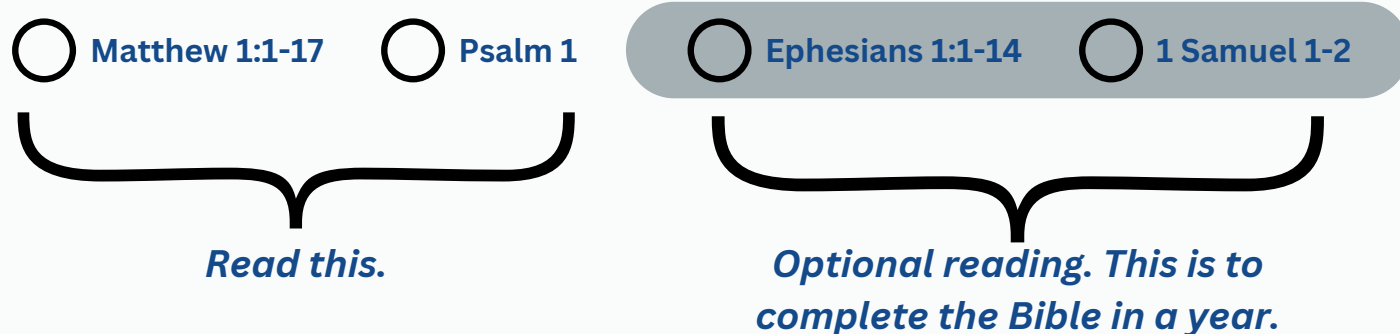 Matthew 1:1-17 Psalm 1 Ephesians 1:1-14 1 Samuel 1-2
Read this.
Optional reading. This is to
complete the Bible in a year.